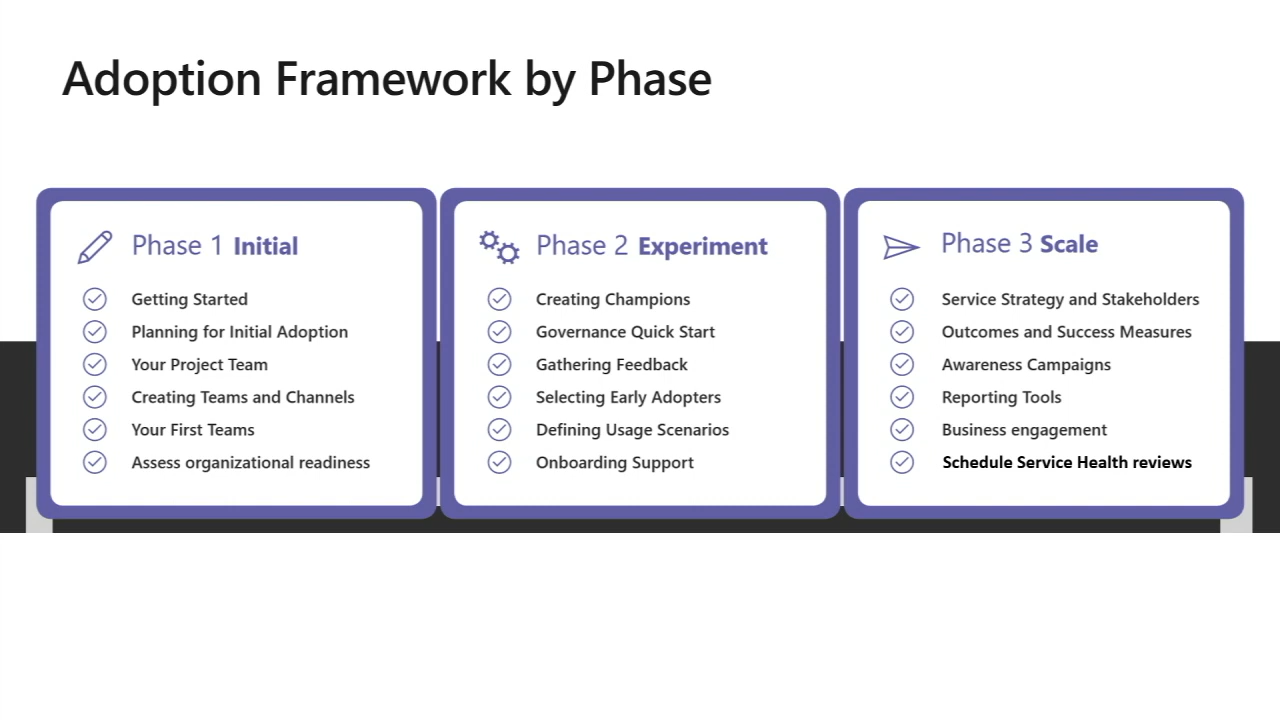 Adoption Framework by Phase
Phase 1 Initial
Getting Started
Planning for Initial Adoption
Your Project Team
Creating Teams and Channels
Your First Teams
Assess organizational readiness
Phase 2 Experiment
Creating Champions
Governance Quick Start
Gathering Feedback
Selecting Early Adopters
Defining Usage Scenarios
Onboarding Support
Phase 3 Scale
Service Strategy and Stakeholders
Outcomes and Success Measures
Awareness Campaigns
Reporting Tools
Business engagement
Schedule Service Health reviews